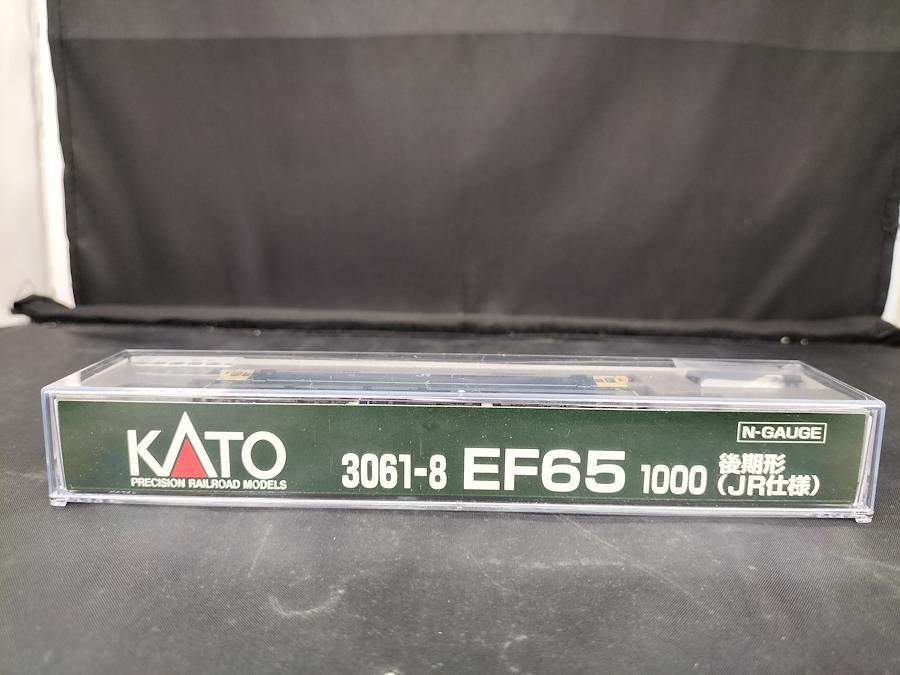 KATO
PRECISION RAILROAD MODELS
3061-8 EF65 1000 後期形
(JR仕様)
N-GAUGE